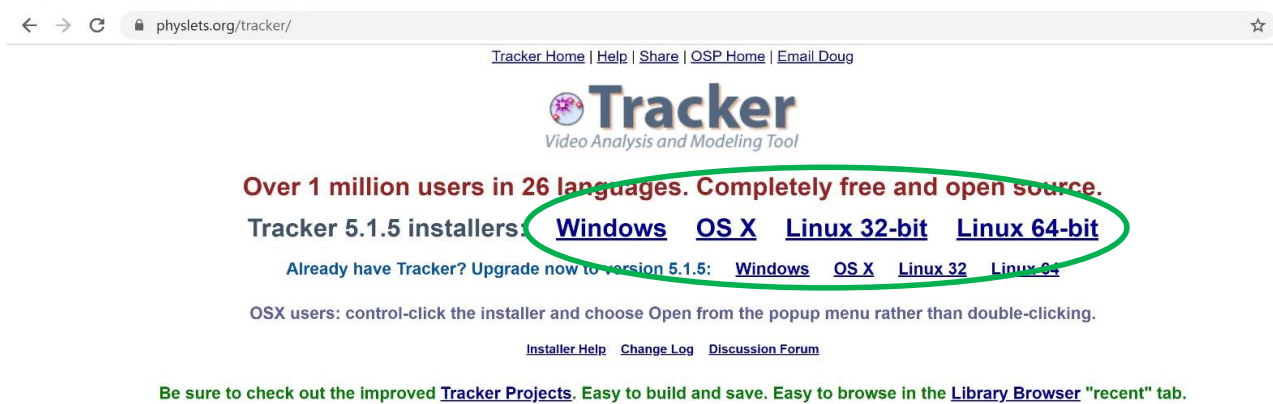 physlets.org/tracker/
Tracker Home | Help | Share | OSP Home | Email Doug
Tracker
Video Analysis and Modeling Tool
Over 1 million users in 26 languages. Completely free and open source.
Tracker 5.1.5 installers: Windows OS X Linux 32-bit Linux 64-bit
Already have Tracker? Upgrade now to version 5.1.5: Windows OS X Linux 32 Linux 64
OSX users: control-click the installer and choose Open from the popup menu rather than double-clicking.
Installer Help Change Log Discussion Forum
Be sure to check out the improved Tracker Projects. Easy to build and save. Easy to browse in the Library Browser "recent" tab.